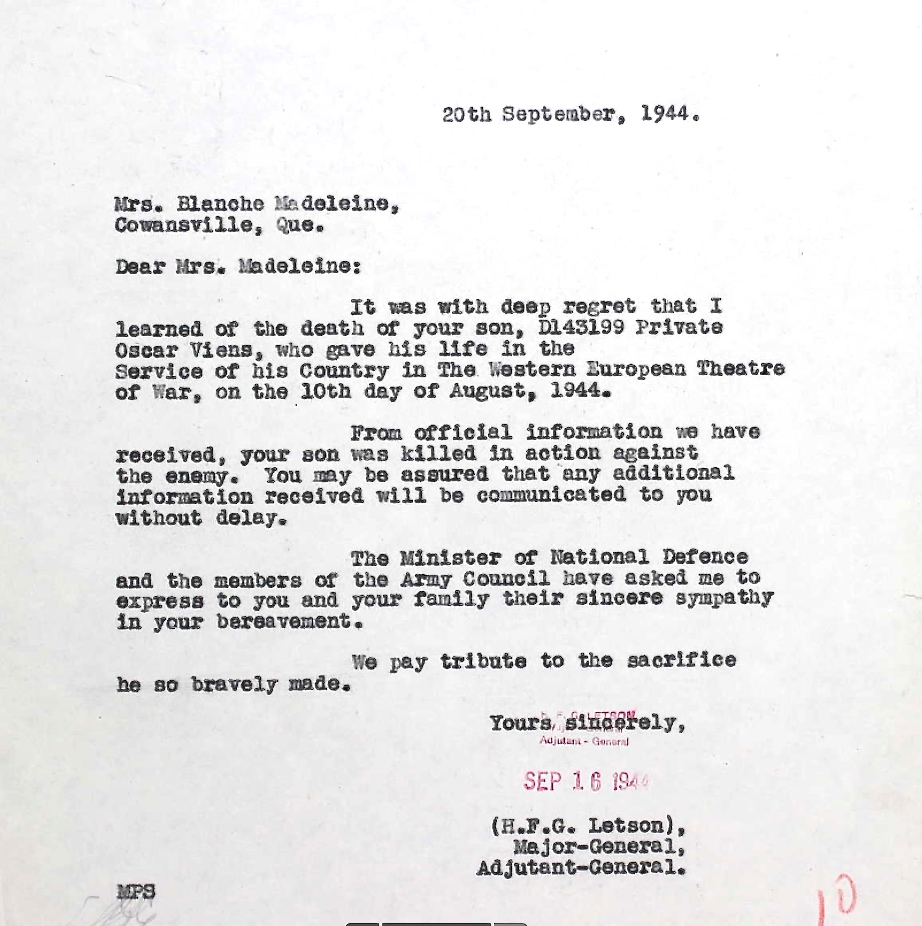 20th September, 1944.
Mrs. Blanche Madeleine,
Cowansville, Que.
Dear Mrs. Madeleine:
It was with deep regret that I
learned of the death of your son, D143199 Private
Oscar Viens, who gave his life in the
Service of his Country in The Western European Theatre
of War, on the 10th day of August, 1944.
From official information we have
received, your son was killed in action against
the enemy. You may be assured that any additional
information received will be communicated to you
without delay.
The Minister of National Defence
and the members of the Army Council have asked me to
express to you and your family their sincere sympathy
in your bereavement.
We pay tribute to the sacrifice
he so bravely made.
Yours sincerely,
LETSON
Adjutant - General
SEP 16 1944
(H.F.G. Letson),
Major-General,
Adjutant-General.
MPS
10